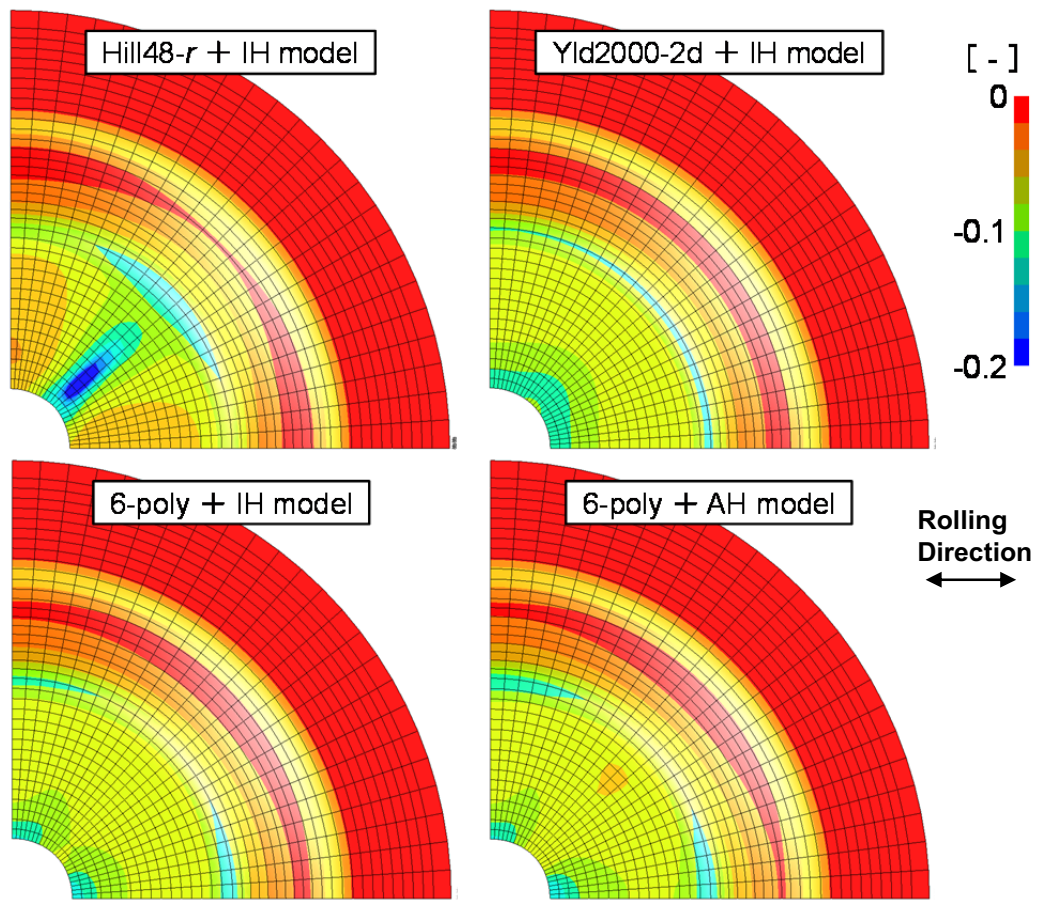 Hill48-r + IH model
Yld2000-2d + IH model
[ - ]
0
-0.1
-0.2
6-poly + IH model
6-poly + AH model
Rolling
Direction